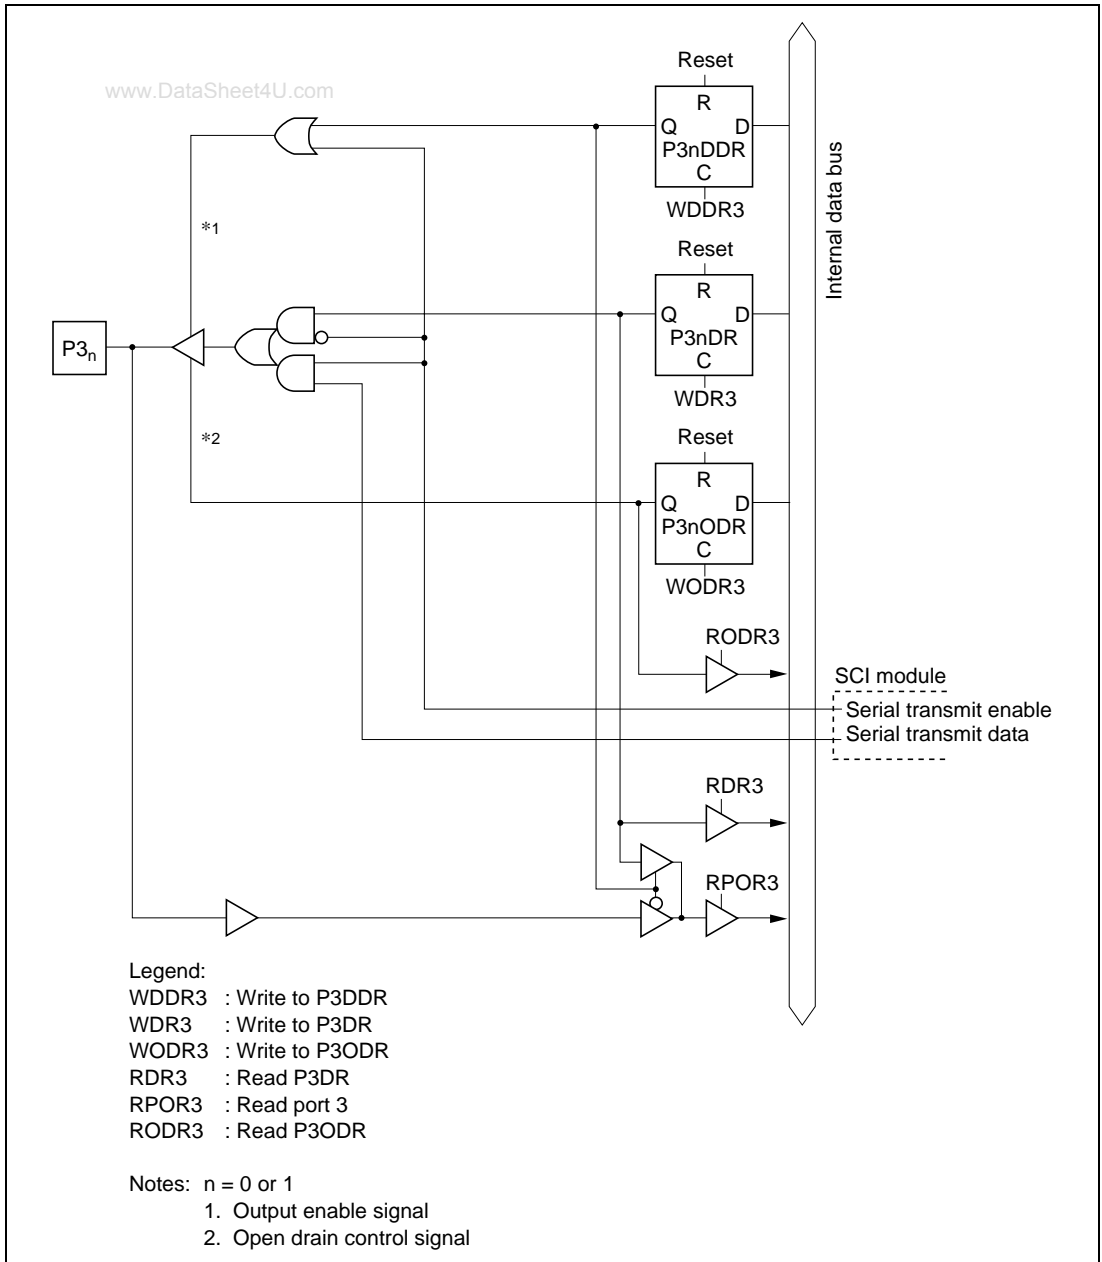 www.DataSheet4U.com
Reset
R
Q D
P3nDDR
C
WDDR3
Internal data bus
*1
Reset
R
Q D
P3nDR
C
WDR3
P3n
*2
Reset
R
Q D
P3nODR
C
WODR3
RODR3
SCI module
Serial transmit enable
Serial transmit data
RDR3
RPOR3
Legend:
WDDR3 : Write to P3DDR
WDR3 : Write to P3DR
WODR3 : Write to P3ODR
RDR3 : Read P3DR
RPOR3 : Read port 3
RODR3 : Read P3ODR
Notes: n = 0 or 1
1. Output enable signal
2. Open drain control signal